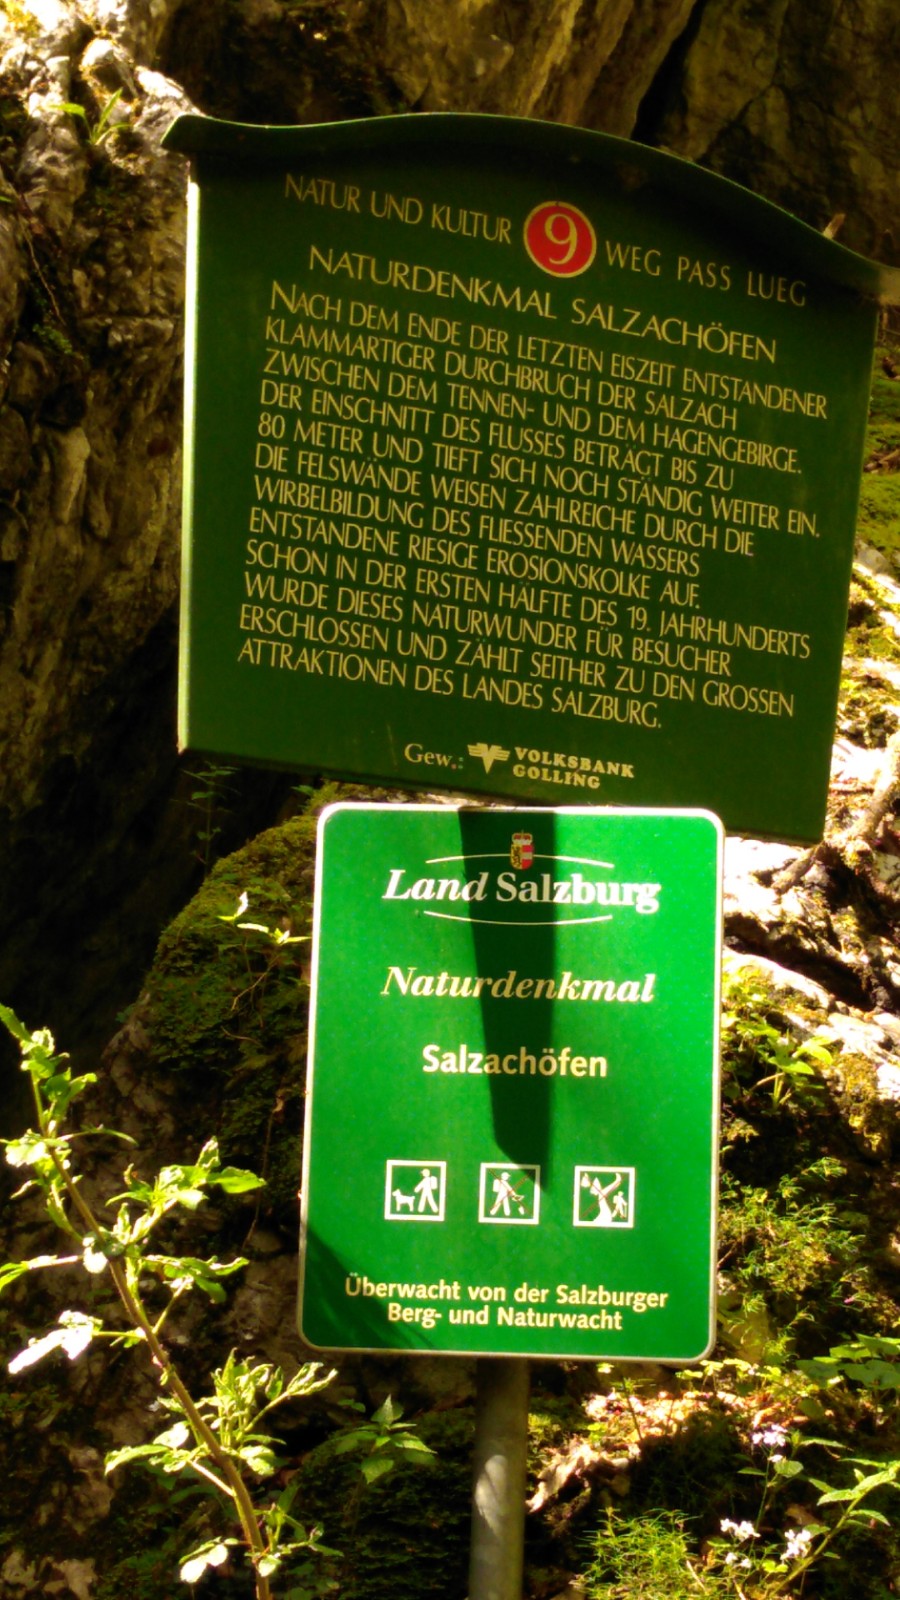 NATUR UND KULTUR 9 WEG PASS LUEG
NATURDENKMAL SALZACHÖFEN
NACH DEM ENDE DER LETZTEN EISZEIT ENTSTANDENER
KLAMMARTIGER DURCHBRUCH DER SALZACH
ZWISCHEN DEM TENNEN- UND DEM HAGENGEBIRGE.
DER EINSCHNITT DES FLUSSES BETRÄGT BIS ZU
80 METER UND TIEFT SICH NOCH STÄNDIG WEITER EIN.
DIE FELSWÄNDE WEISEN ZAHLREICHE DURCH DIE
WIRBELBILDUNG DES FLIESSENDEN WASSERS
ENTSTANDENE RIESIGE EROSIONSKOLKE AUF.
SCHON IN DER ERSTEN HÄLFTE DES 19. JAHRHUNDERTS
WURDE DIESES NATURWUNDER FÜR BESUCHER
ERSCHLOSSEN UND ZÄHLT SEITHER ZU DEN GROSSEN
ATTRAKTIONEN DES LANDES SALZBURG.
Gew.: VOLKSBANK
GOLLING
Land Salzburg
Naturdenkmal
Salzachöfen
Überwacht von der Salzburger
Berg- und Naturwacht